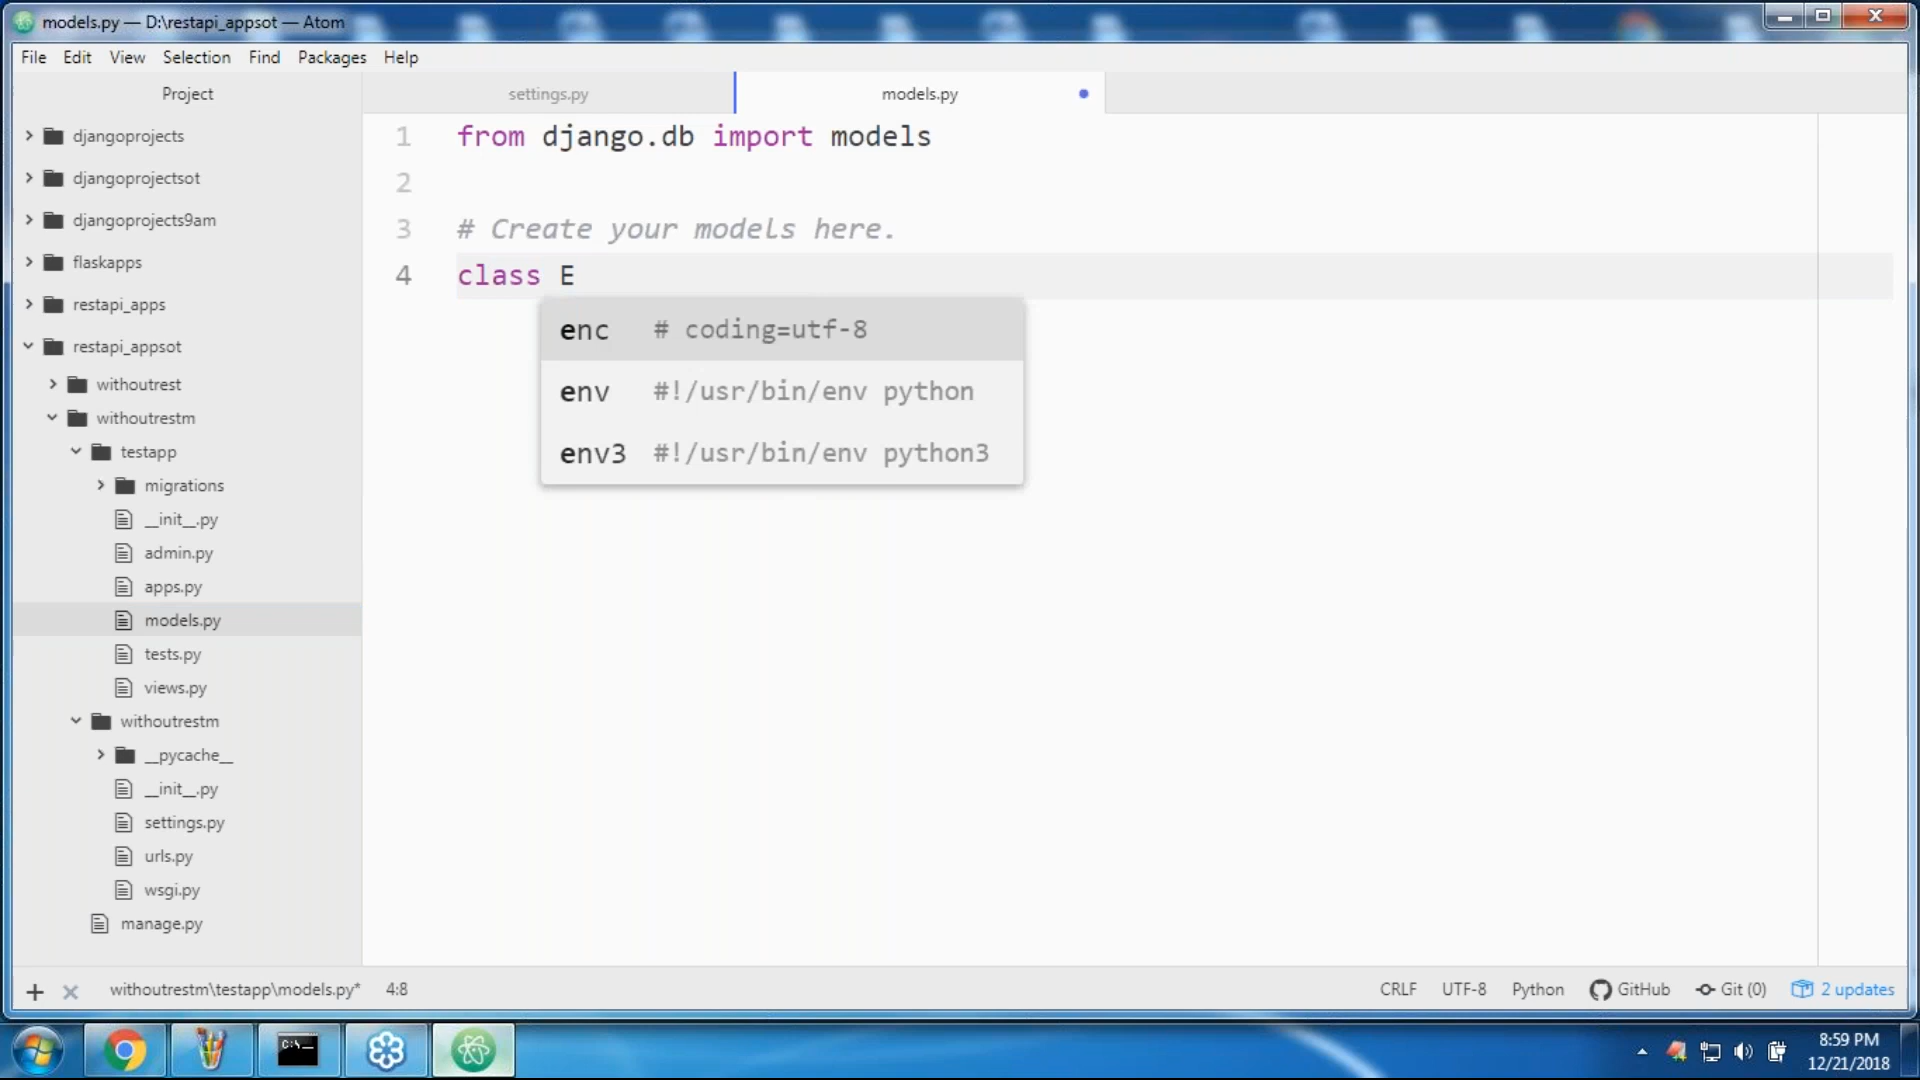 models.py — D:\restapi_appsot — Atom
File Edit View Selection Find Packages Help
Project
djangoprojects
djangoprojectsot
djangoprojects9am
flaskapps
restapi_apps
restapi_appsot
withoutrest
withoutrestm
testapp
migrations
__init__.py
admin.py
apps.py
models.py
tests.py
views.py
withoutrestm
__pycache__
__init__.py
settings.py
urls.py
wsgi.py
manage.py
settings.py models.py
1 from django.db import models
2
3 # Create your models here.
4 class E
enc # coding=utf-8
env #!/usr/bin/env python
env3 #!/usr/bin/env python3
withoutrestm\testapp\models.py* 4:8 CRLF UTF-8 Python GitHub Git (0) 2 updates
C:\
8:59 PM
12/21/2018